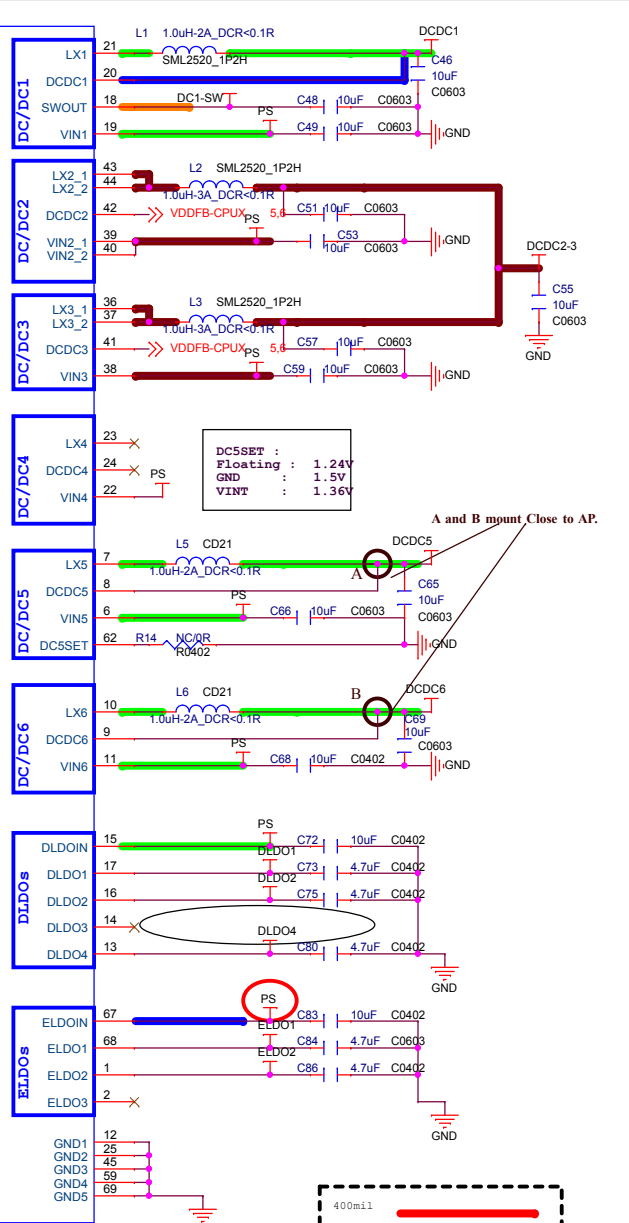 L1 1.0uH-2A_DCR<0.1R
DCDC1
LX1 21
SML2520_1P2H
C46
10uF
C0603
DC/DC1
DCDC1 20
SWOUT 18 DC1-SW C48 10uF C0603
PS
VIN1 19 C49 10uF C0603 GND
DC/DC2
LX2_1 43
LX2_2 44
L2 SML2520_1P2H
1.0uH-3A_DCR<0.1R
DCDC2 42 VDDFB-CPUX 5,6 C51 10uF C0603
PS
VIN2_1 39
VIN2_2 40
C53
10uF C0603
GND
DCDC2-3
C55
10uF
C0603
GND
DC/DC3
LX3_1 36
LX3_2 37
L3 SML2520_1P2H
1.0uH-3A_DCR<0.1R
DCDC3 41 VDDFB-CPUX 5,6 C57 10uF C0603
PS
VIN3 38 C59 10uF C0603 GND
DC/DC4
LX4 23
DCDC4 24
PS
VIN4 22
DC5SET :
Floating : 1.24V
GND : 1.5V
VINT : 1.36V
A and B mount Close to AP.
DC/DC5
LX5 7
L5 CD21
1.0uH-2A_DCR<0.1R
A
DCDC5
DCDC5 8
C65
10uF
C0603
PS
VIN5 6 C66 10uF C0603
DC5SET 62 R14 NC/0R
R0402
GND
DC/DC6
LX6 10
L6 CD21
1.0uH-2A_DCR<0.1R
B
DCDC6
C69
10uF
C0603
DCDC6 9
PS
VIN6 11 C68 10uF C0402 GND
DLDOs
PS
DLDOIN 15 C72 10uF C0402
DLDO1
DLDO1 17 C73 4.7uF C0402
DLDO2
DLDO2 16 C75 4.7uF C0402
DLDO3 14
DLDO4
DLDO4 13 C80 4.7uF C0402
GND
ELDOs
PS
ELDOIN 67 C83 10uF C0402
ELDO1
ELDO1 68 C84 4.7uF C0603
ELDO2
ELDO2 1 C86 4.7uF C0402
ELDO3 2
GND
GND1 12
GND2 25
GND3 45
GND4 59
GND5 69
400mil